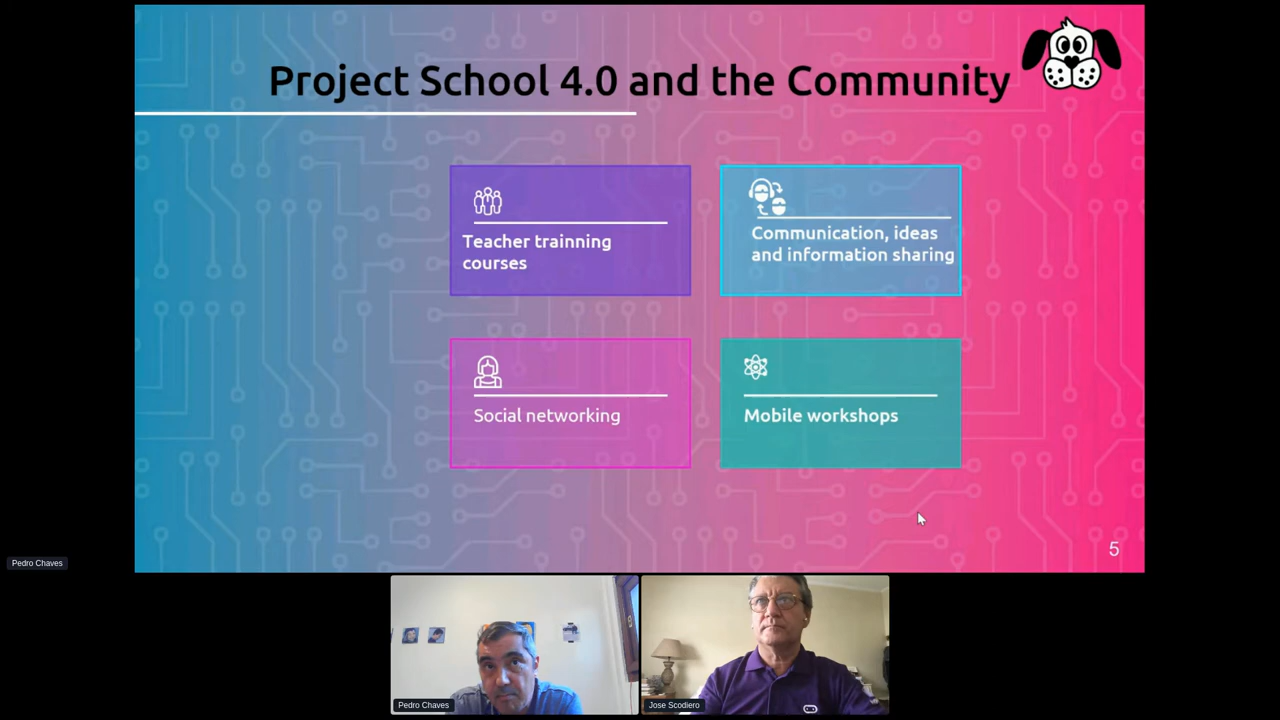 Project School 4.0 and the Community
Teacher trainning
courses
Communication, ideas
and information sharing
Social networking
Mobile workshops
5
Pedro Chaves
Pedro Chaves
Jose Scodiero